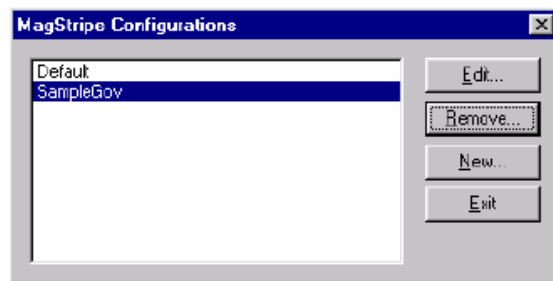 MagStripe Configurations
Default
SampleGov
Edit...
Remove...
New...
Exit